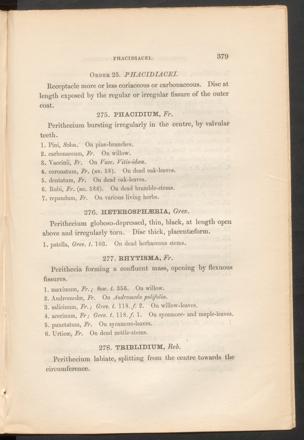 PHACIDIACEI. 379
ORDER 25. PHACIDIACEI.
Receptacle more or less coriaceous or carbonaceous. Disc at
length exposed by the regular or irregular fissure of the outer
coat.
275. PHACIDIUM, Fr.
Perithecium bursting irregularly in the centre, by valvular
teeth.
1. Pini, Schm. On pine-branches.
2. carbonaceum, Fr. On willow.
3. Vaccinii, Fr. On Vacc. Vitis-idæa.
4. coronatum, Fr. (sn. 18). On dead oak-leaves.
5. dentatum, Fr. On dead oak-leaves.
6. Rubi, Fr. (sn. 388). On dead bramble-stems.
7. repandum, Fr. On various living herbs.
276. HETEROSPHÆRIA, Grev.
Perithecium globoso-depressed, thin, black, at length open
above and irregularly torn. Disc thick, placentæform.
1. patella, Grev. t. 103. On dead herbaceous stems.
277. RHYTISMA, Fr.
Perithecia forming a confluent mass, opening by flexuous
fissures.
1. maximum, Fr.; Sow. t. 356. On willow.
2. Andromedæ, Fr. On Andromeda polifolia.
3. salicinum, Fr.; Grev. t. 118. f. 2. On willow-leaves.
4. acerinum, Fr; Grev. t. 118. f. 1. On sycamore- and maple-leaves.
5. punctatum, Fr. On sycamore-leaves.
6. Urticæ, Fr. On dead nettle-stems.
278. TRIBLIDIUM, Reb.
Perithecium labiate, splitting from the centre towards the
circumference.